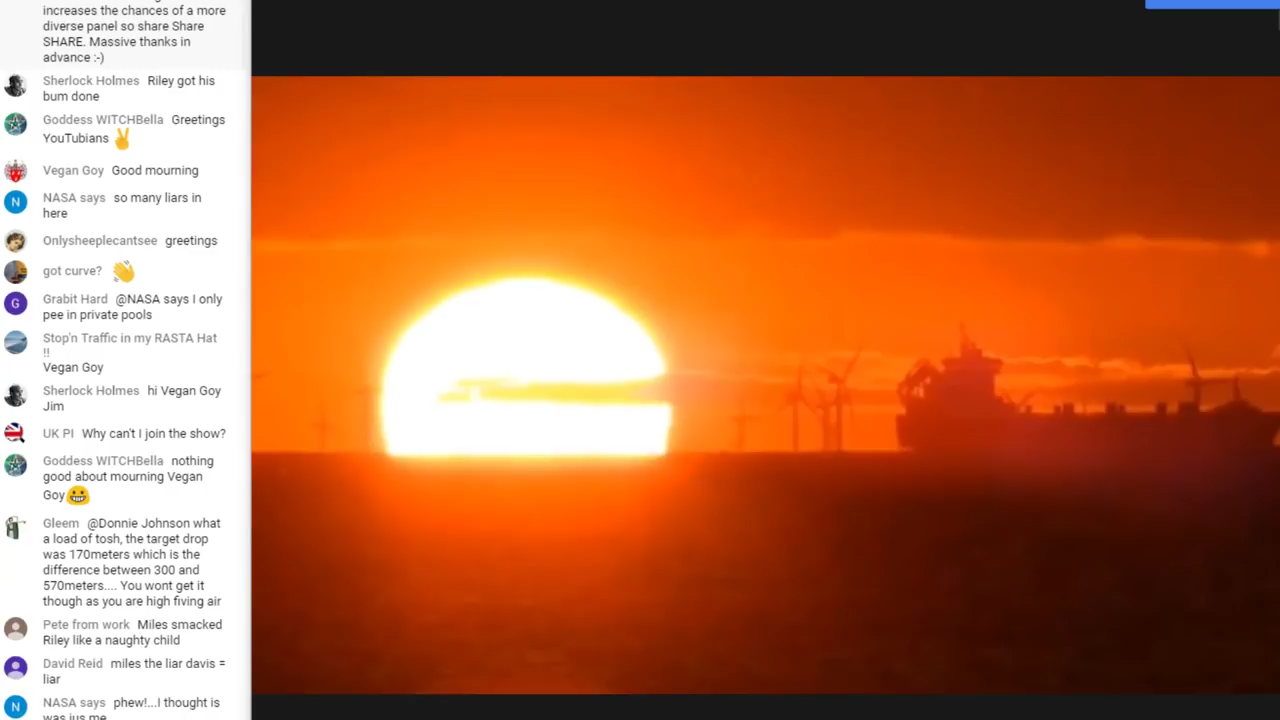 increases the chances of a more
diverse panel so share Share
SHARE. Massive thanks in
advance :-)
Sherlock Holmes Riley got his
bum done
Goddess WITCHBella Greetings
YouTubians ✌
Vegan Goy Good mourning
N NASA says so many liars in
here
Onlysheeplecantsee greetings
got curve? 👋
G Grabit Hard @NASA says I only
pee in private pools
Stop'n Traffic in my RASTA Hat
!!
Vegan Goy
Sherlock Holmes hi Vegan Goy
Jim
UK PI Why can't I join the show?
Goddess WITCHBella nothing
good about mourning Vegan
Goy😬
Gleem @Donnie Johnson what
a load of tosh, the target drop
was 170meters which is the
difference between 300 and
570meters.... You wont get it
though as you are high fiving air
Pete from work Miles smacked
Riley like a naughty child
David Reid miles the liar davis =
liar
N NASA says phew!...I thought is
was jus me